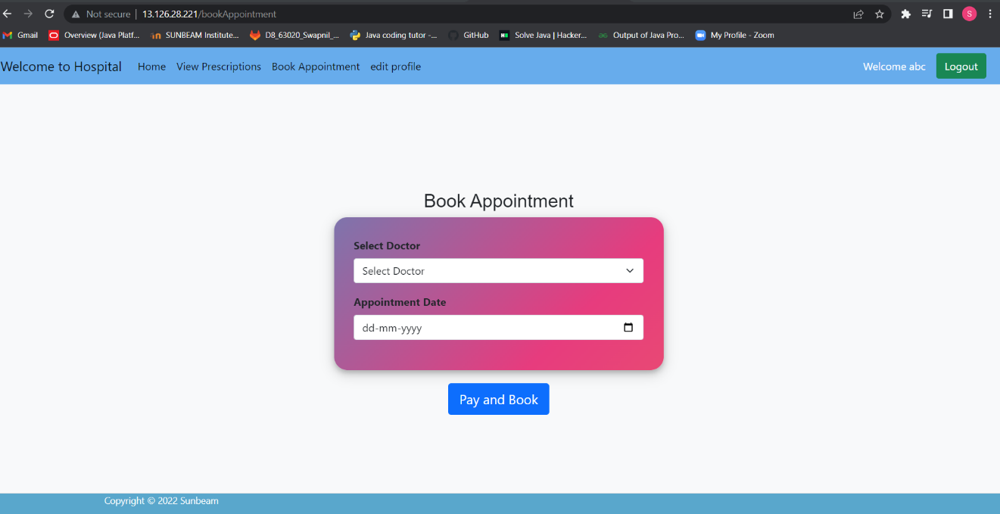 Not secure | 13.126.28.221/bookAppointment
S
Gmail Overview (Java Platf... SUNBEAM Institute... D8_63020_Swapnil_... Java coding tutor -... GitHub Solve Java | Hacker... Output of Java Pro... My Profile - Zoom
Welcome to Hospital Home View Prescriptions Book Appointment edit profile Welcome abc Logout
Book Appointment
Select Doctor
Select Doctor
Appointment Date
dd-mm-yyyy
Pay and Book
Copyright © 2022 Sunbeam